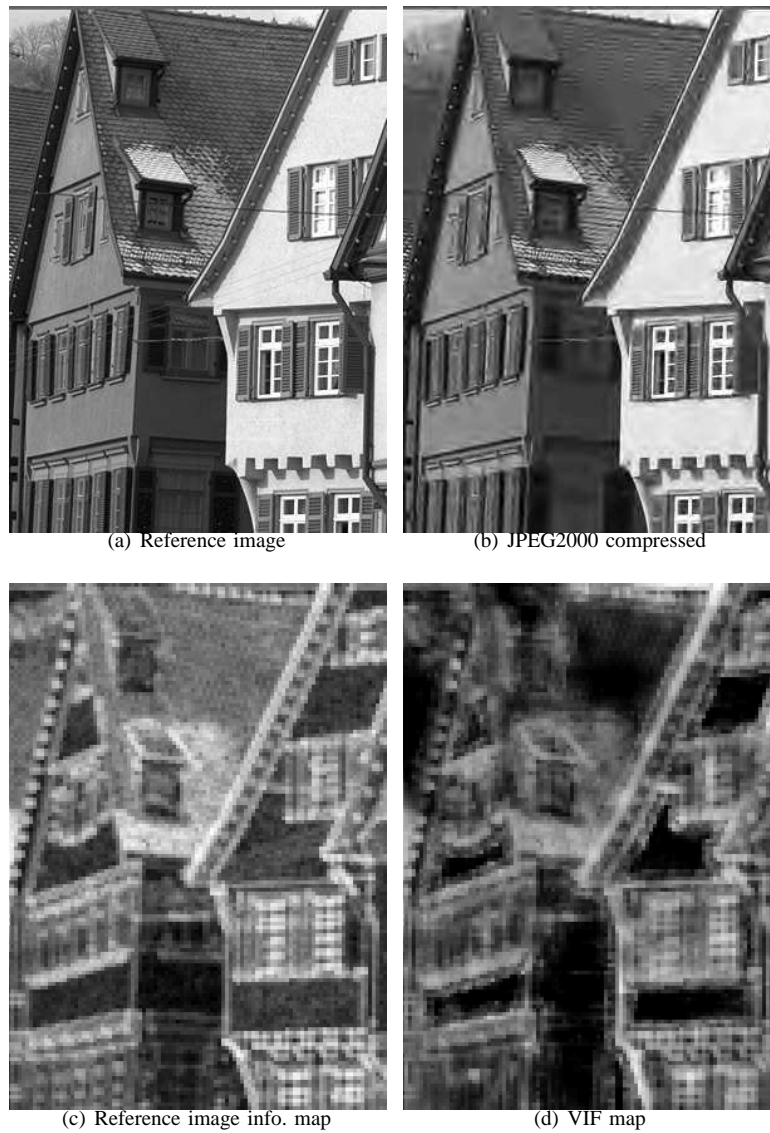 (a) Reference image
(b) JPEG2000 compressed
(c) Reference image info. map
(d) VIF map